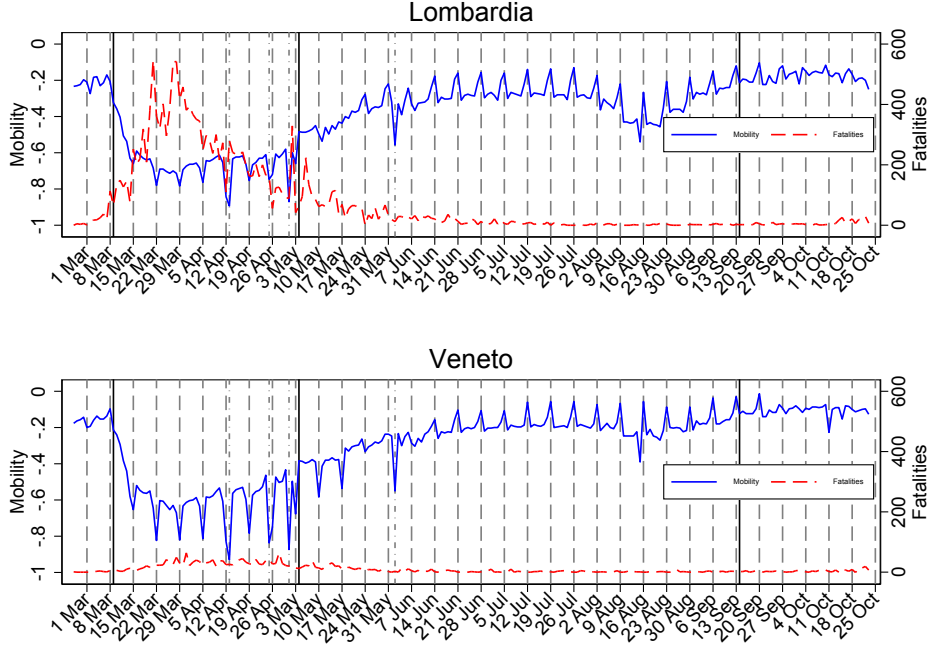 Lombardia
0
-.2
-.4
-.6
-.8
-1
Mobility
600
400
200
0
Fatalities
Mobility Fatalities
1 Mar 8 Mar 15 Mar 22 Mar 29 Mar 5 Apr 12 Apr 19 Apr 26 Apr 3 May 10 May 17 May 24 May 31 May 7 Jun 14 Jun 21 Jun 28 Jun 5 Jul 12 Jul 19 Jul 26 Jul 2 Aug 9 Aug 16 Aug 23 Aug 30 Aug 6 Sep 13 Sep 20 Sep 27 Sep 4 Oct 11 Oct 18 Oct 25 Oct
Veneto
0
-.2
-.4
-.6
-.8
-1
Mobility
600
400
200
0
Fatalities
Mobility Fatalities
1 Mar 8 Mar 15 Mar 22 Mar 29 Mar 5 Apr 12 Apr 19 Apr 26 Apr 3 May 10 May 17 May 24 May 31 May 7 Jun 14 Jun 21 Jun 28 Jun 5 Jul 12 Jul 19 Jul 26 Jul 2 Aug 9 Aug 16 Aug 23 Aug 30 Aug 6 Sep 13 Sep 20 Sep 27 Sep 4 Oct 11 Oct 18 Oct 25 Oct